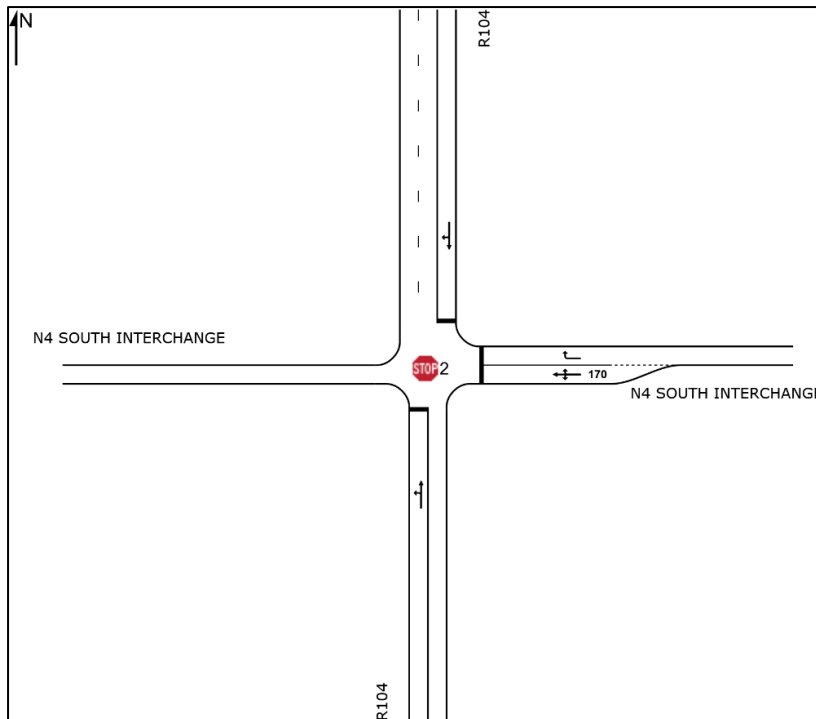 N
R104
N4 SOUTH INTERCHANGE
STOP 2
170
N4 SOUTH INTERCHANGE
R104